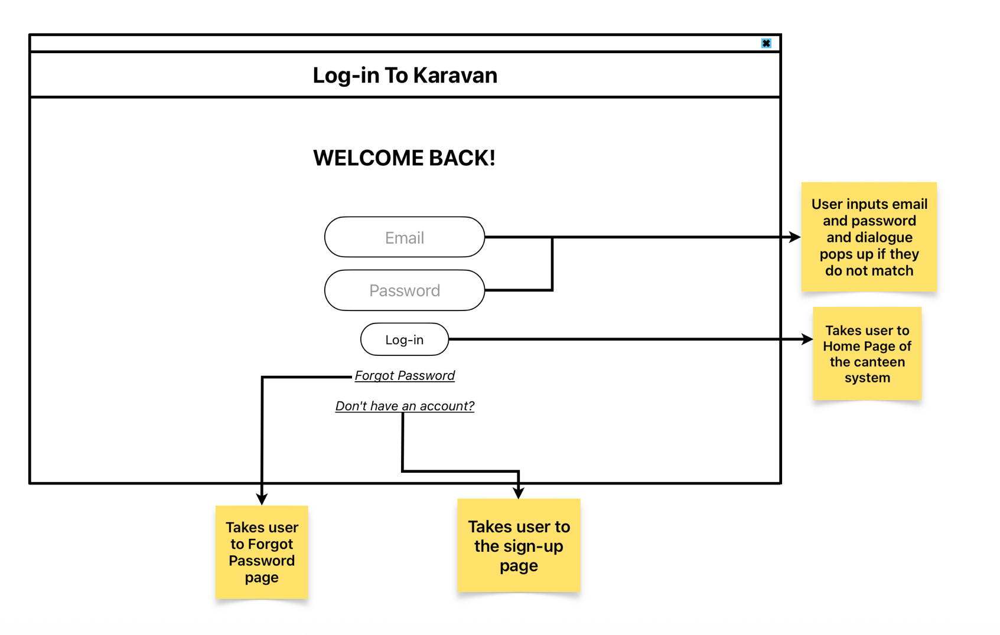 Log-in To Karavan
WELCOME BACK!
Email
Password
Log-in
Forgot Password
Don't have an account?
User inputs email
and password
and dialogue
pops up if they
do not match
Takes user to
Home Page of
the canteen
system
Takes user
to Forgot
Password
page
Takes user to
the sign-up
page